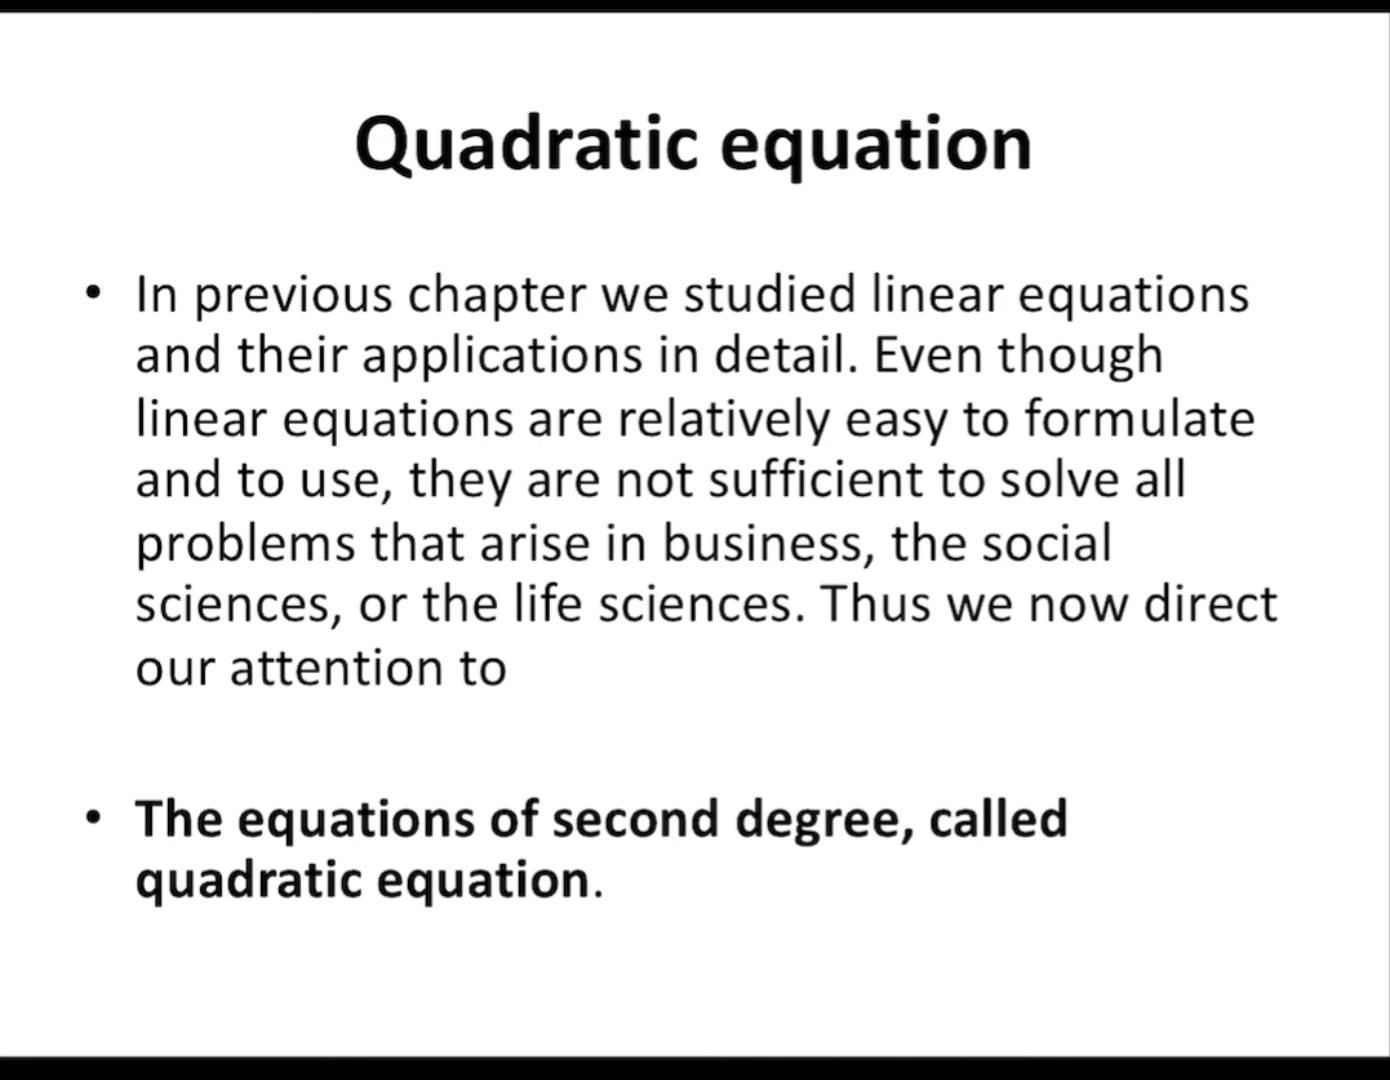 Quadratic equation
• In previous chapter we studied linear equations
and their applications in detail. Even though
linear equations are relatively easy to formulate
and to use, they are not sufficient to solve all
problems that arise in business, the social
sciences, or the life sciences. Thus we now direct
our attention to
• The equations of second degree, called
quadratic equation.